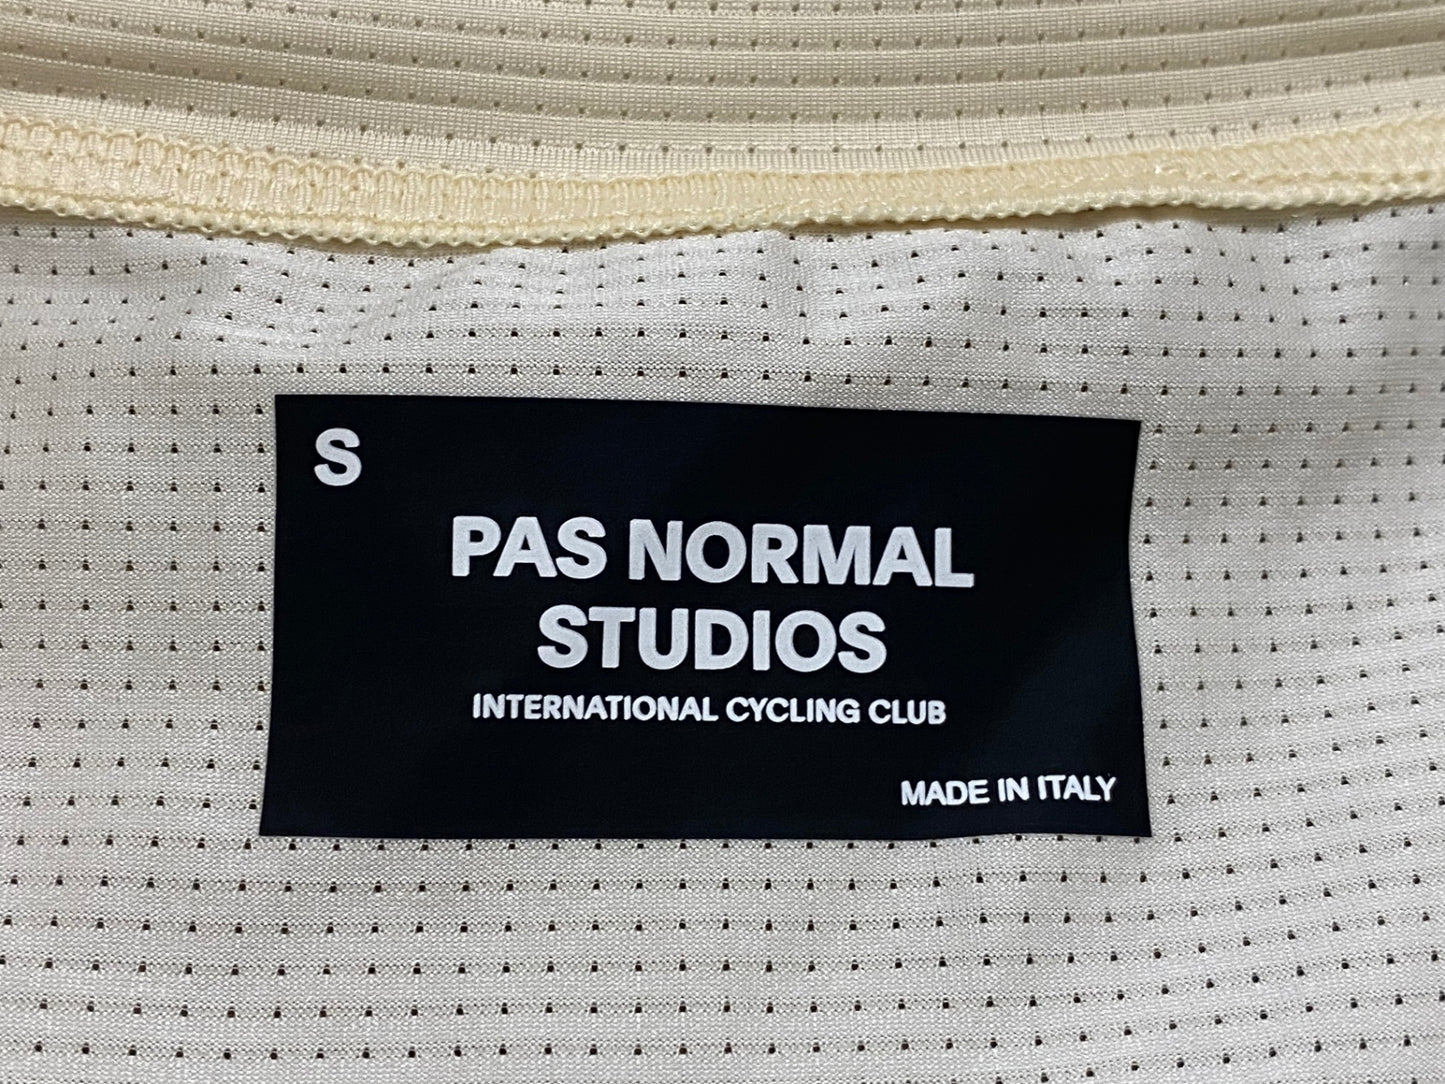 S
PAS NORMAL
STUDIOS
INTERNATIONAL CYCLING CLUB
MADE IN ITALY